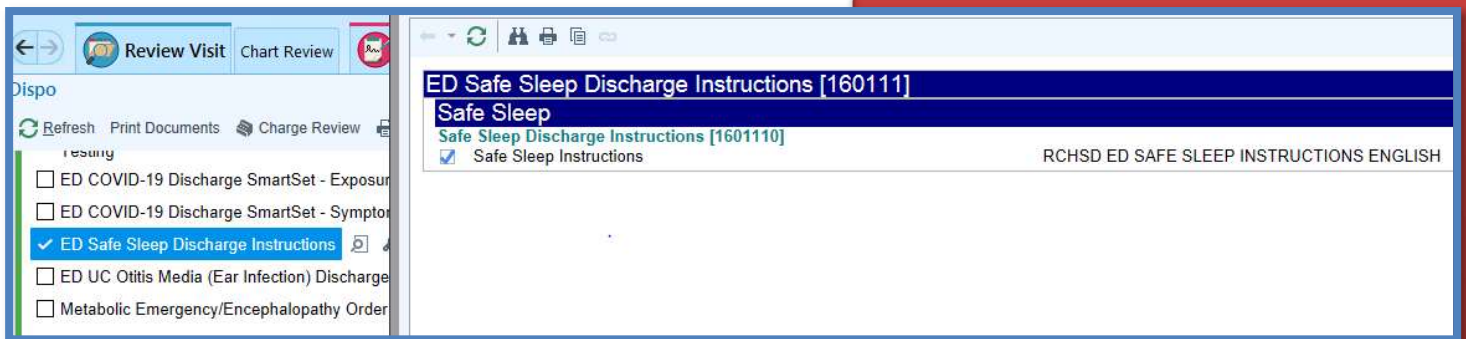 Review Visit Chart Review
Dispo
Refresh Print Documents Charge Review
Testing
ED COVID-19 Discharge SmartSet - Exposur
ED COVID-19 Discharge SmartSet - Sympto
ED Safe Sleep Discharge Instructions
ED UC Otitis Media (Ear Infection) Discharge
Metabolic Emergency/Encephalopathy Order
ED Safe Sleep Discharge Instructions [160111]
Safe Sleep
Safe Sleep Discharge Instructions [1601110]
Safe Sleep Instructions RCHSD ED SAFE SLEEP INSTRUCTIONS ENGLISH